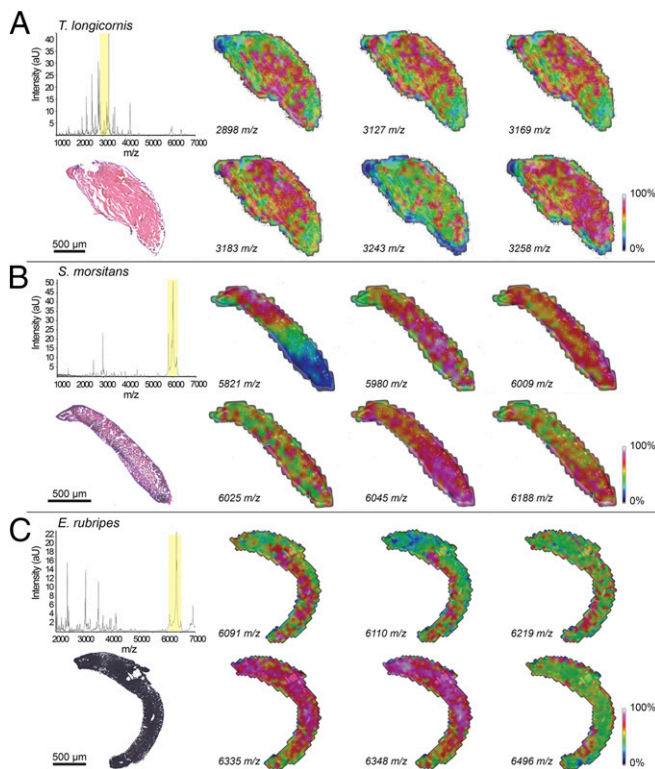 A
T. longicornis
Intensity (aU)
40
35
30
25
20
15
10
5
1000 2000 3000 4000 5000 6000 7000
m/z
2898 m/z
3127 m/z
3169 m/z
500 µm
3183 m/z
3243 m/z
3258 m/z
100%
0%
B
S. morsitans
Intensity (aU)
50
45
40
35
30
25
20
15
10
5
1000 2000 3000 4000 5000 6000 7000
m/z
5821 m/z
5980 m/z
6009 m/z
500 µm
6025 m/z
6045 m/z
6188 m/z
100%
0%
C
E. rubripes
Intensity (aU)
22
20
18
16
14
12
10
8
6
4
2
2000 3000 4000 5000 6000 7000
m/z
6091 m/z
6110 m/z
6219 m/z
500 µm
6335 m/z
6348 m/z
6496 m/z
100%
0%